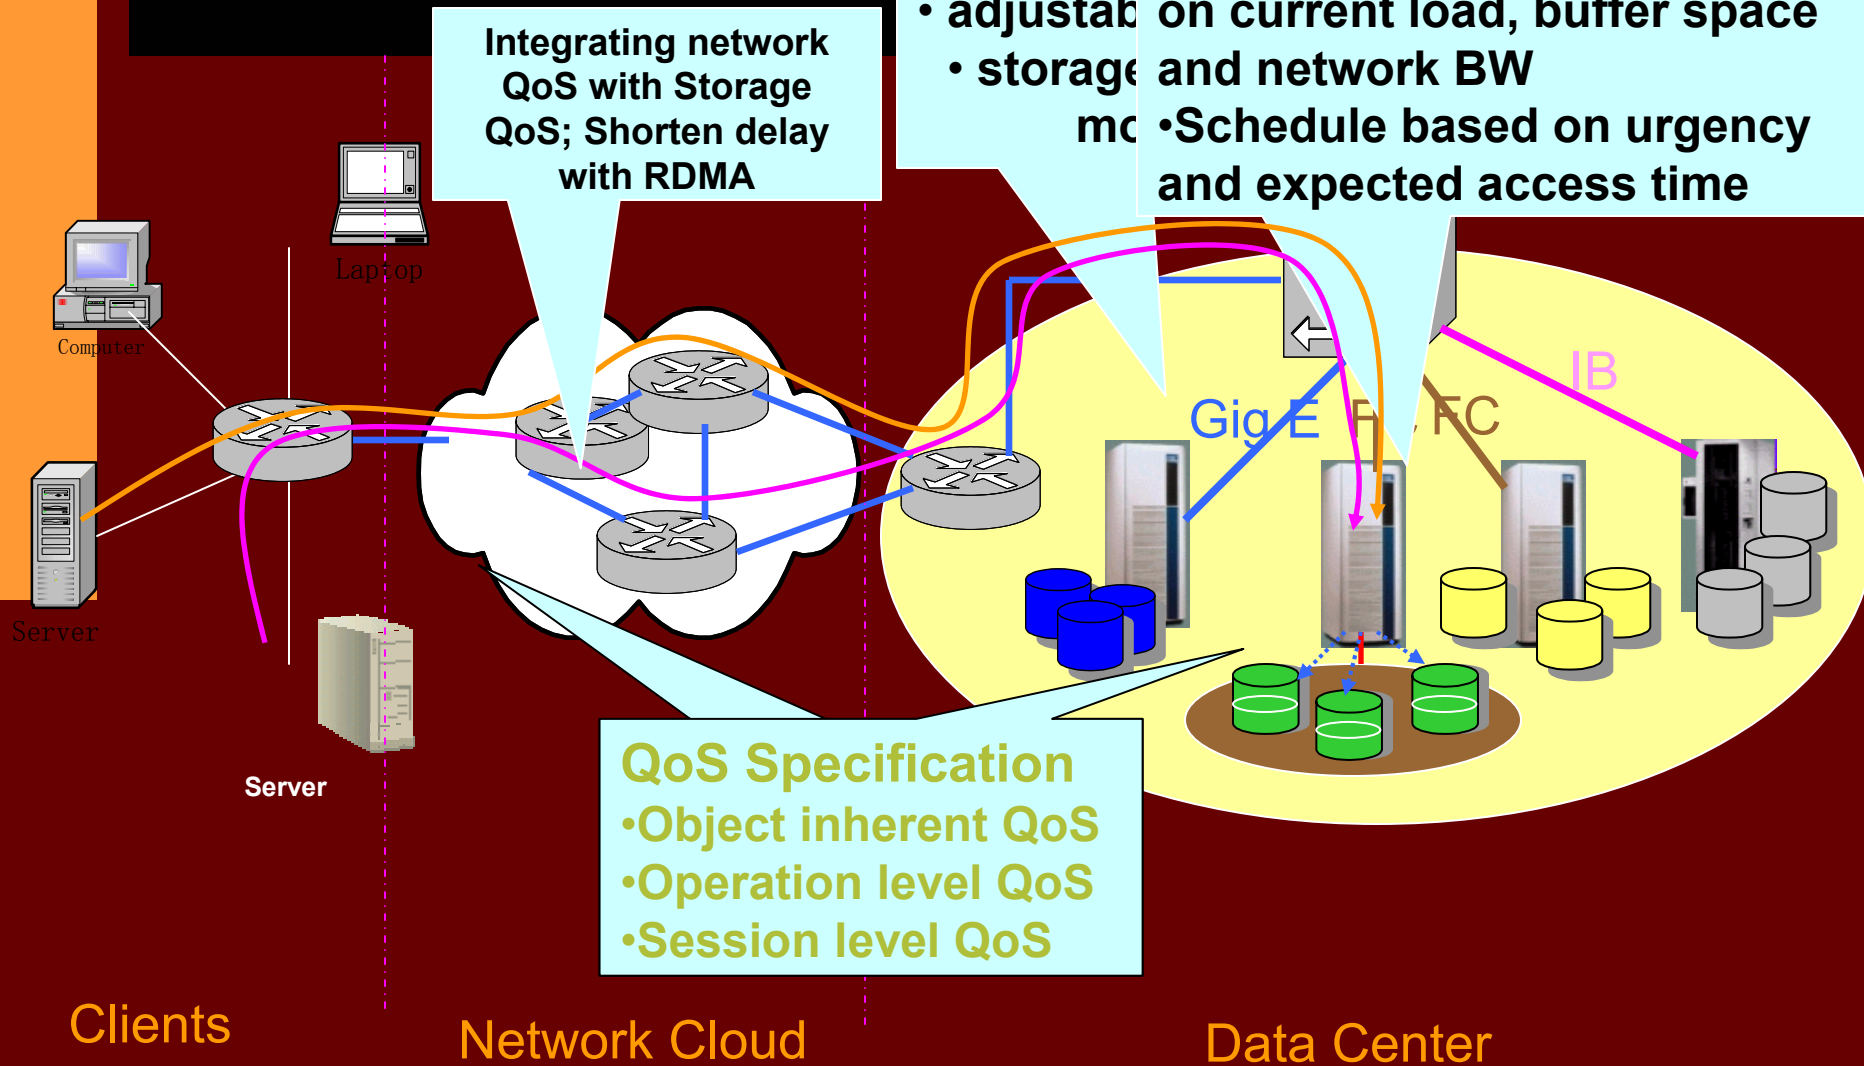 Integrating network
QoS with Storage
QoS; Shorten delay
with RDMA
• adjustab
• storage
on current load, buffer space
and network BW
•Schedule based on urgency
and expected access time
Laptop
Computer
Server
Server
Gig E
FC
IB
QoS Specification
•Object inherent QoS
•Operation level QoS
•Session level QoS
Clients
Network Cloud
Data Center